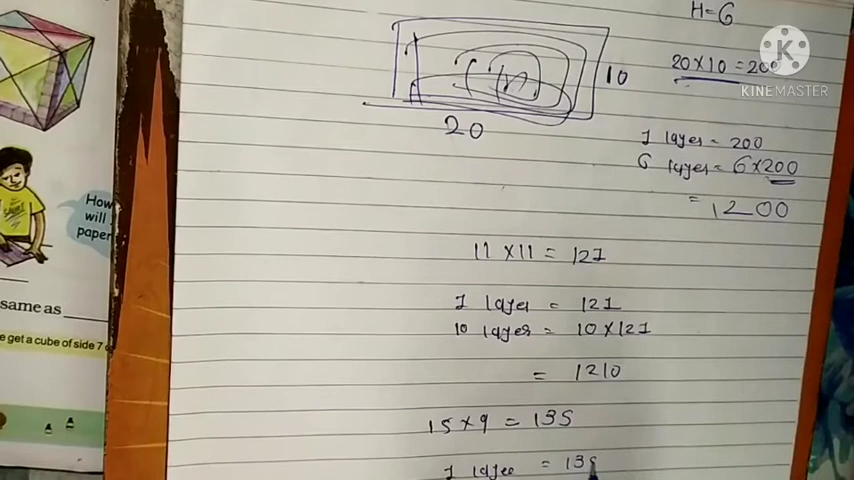 H=6
20×10=200
KINEMASTER
10
20
1 layer = 200
6 layer = 6×200
= 1200
How
will
paper
11×11 = 121
1 layer = 121
10 layer = 10×121
= 1210
15×9 = 135
1 layer = 135
same as
e get a cube of side 7 c